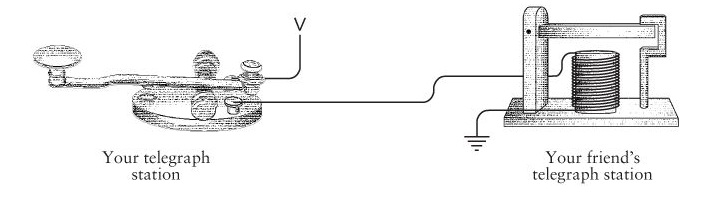 V
Your telegraph
station
Your friend's
telegraph station